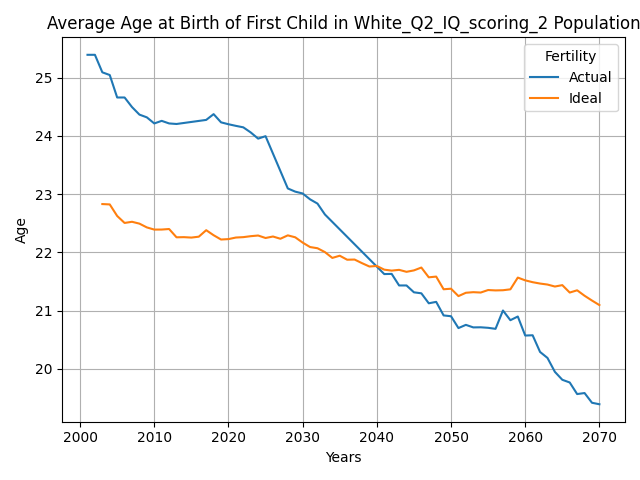 Average Age at Birth of First Child in White_Q2_IQ_scoring_2 Population
Fertility
Actual
Ideal
Age
25
24
23
22
21
20
2000
2010
2020
2030
2040
2050
2060
2070
Years